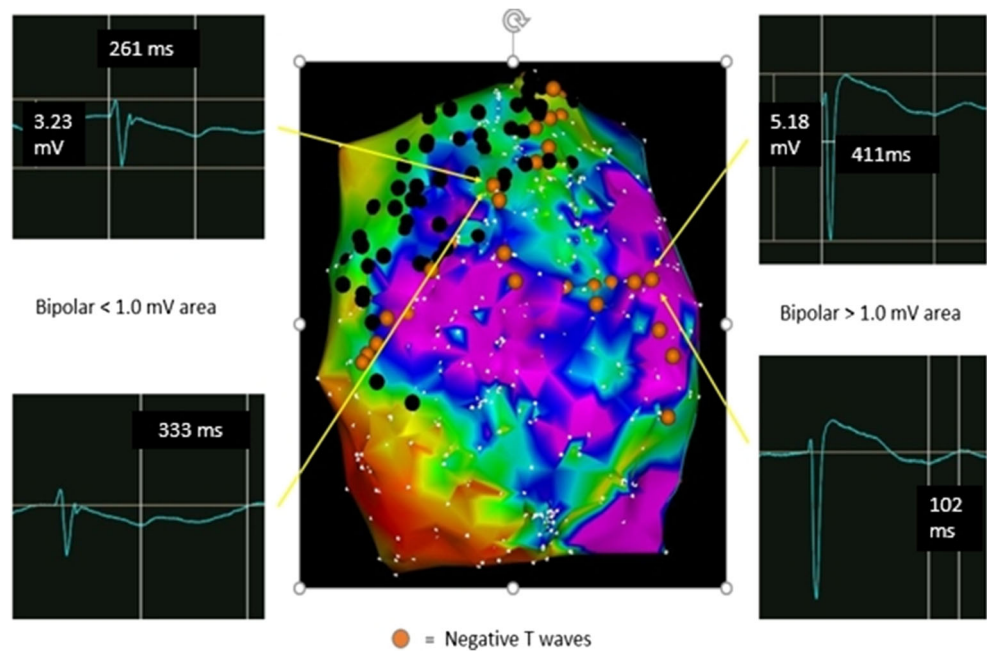 261 ms
3.23
mV
5.18
mV
411ms
Bipolar < 1.0 mV area
Bipolar > 1.0 mV area
333 ms
102
ms
= Negative T waves